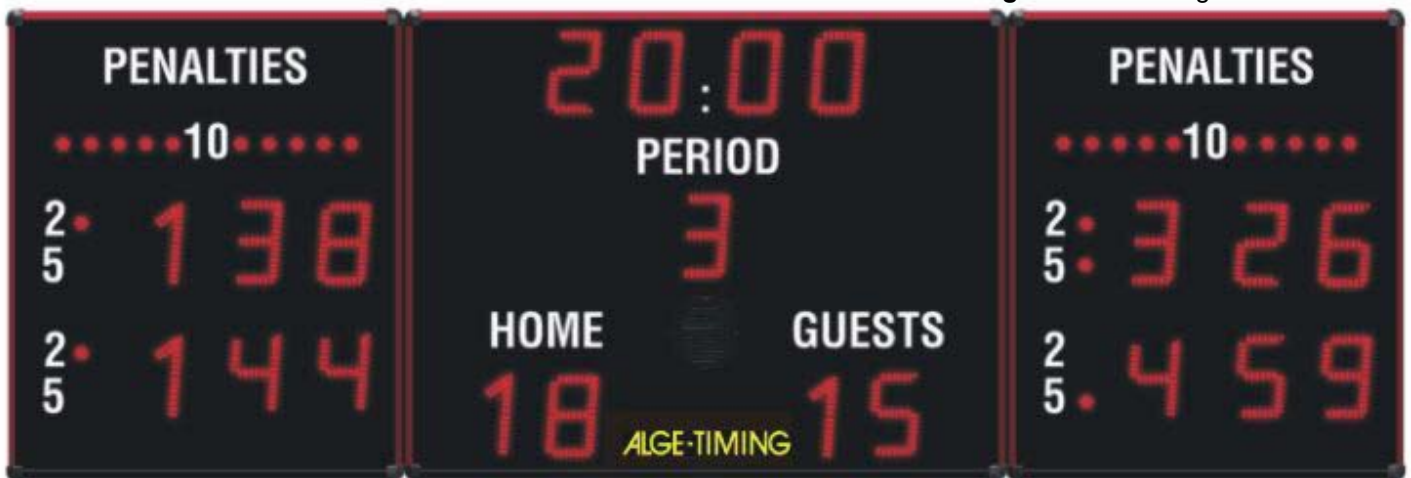 PENALTIES
10
2 1 38
5
2 1 44
5
20:00
PERIOD
3
HOME GUESTS
18 15
ALGE-TIMING
PENALTIES
10
2 3 26
5
2 4 59
5